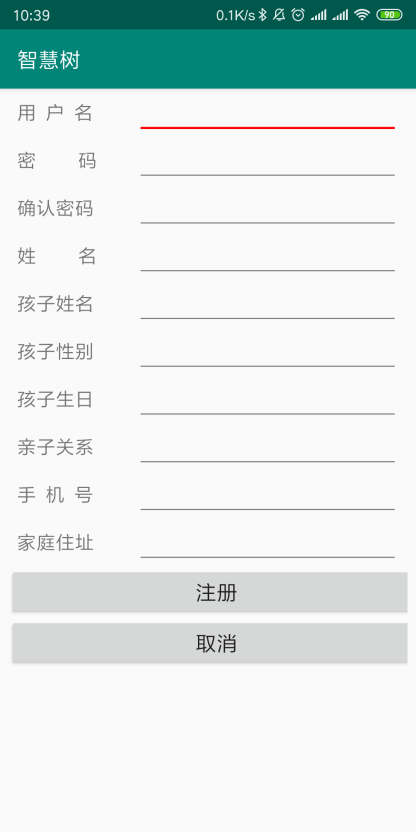 10:39 0.1K/s 90
智慧树
用 户 名
密 码
确认密码
姓 名
孩子姓名
孩子性别
孩子生日
亲子关系
手 机 号
家庭住址
注册
取消